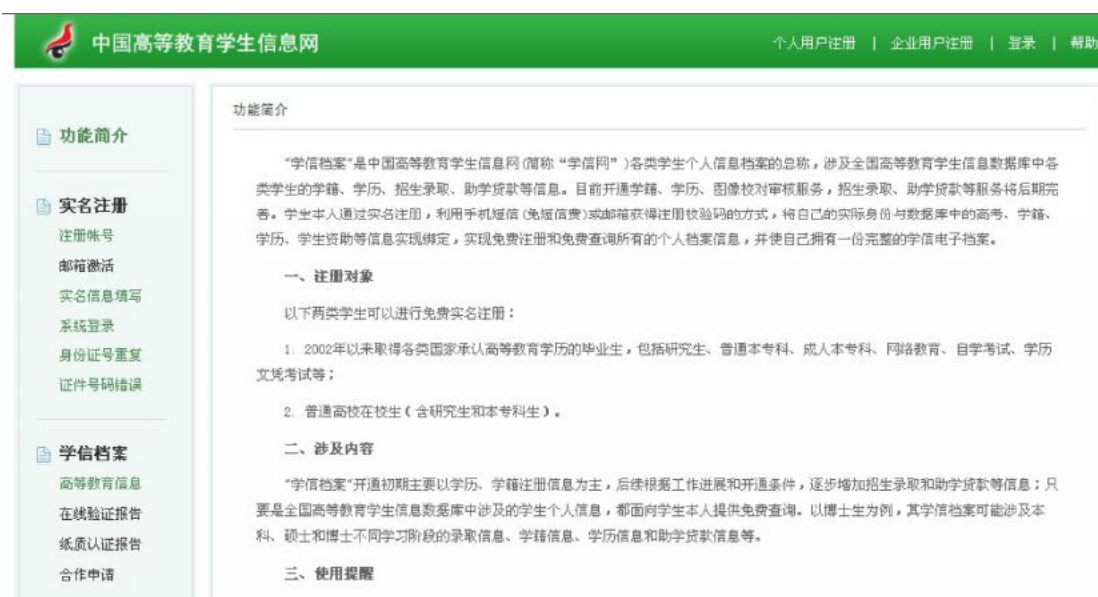 中国高等教育学生信息网
个人用户注册 | 企业用户注册 | 登录 | 帮助
功能简介
实名注册
注册帐号
邮箱激活
实名信息填写
系统登录
身份证号重复
证件号码错误
学信档案
高等教育信息
在线验证报告
纸质认证报告
合作申请
功能简介
“学信档案”是中国高等教育学生信息网(简称“学信网”)各类学生个人信息档案的总称，涉及全国高等教育学生信息数据库中各
类学生的学籍、学历、招生录取、助学贷款等信息。目前开通学籍、学历、图像校对审核服务，招生录取、助学贷款等服务将后期完
善。学生本人通过实名注册，利用手机短信(免短信费)或邮箱获得注册校验码的方式，将自己的实际身份与数据库中的高考、学籍、
学历、学生资助等信息实现绑定，实现免费注册和免费查询所有的个人档案信息，并使自己拥有一份完整的学信电子档案。
一、注册对象
以下两类学生可以进行免费实名注册：
1. 2002年以来取得各类国家承认高等教育学历的毕业生，包括研究生、普通本专科、成人本专科、网络教育、自学考试、学历
文凭考试等；
2. 普通高校在校生(含研究生和本专科生)。
二、涉及内容
“学信档案”开通初期主要以学历、学籍注册信息为主，后续根据工作进展和开通条件，逐步增加招生录取和助学贷款等信息；只
要是全国高等教育学生信息数据库中涉及的学生个人信息，都面向学生本人提供免费查询。以博士生为例，其学信档案可能涉及本
科、硕士和博士不同学习阶段的录取信息、学籍信息、学历信息和助学贷款信息等。
三、使用提醒